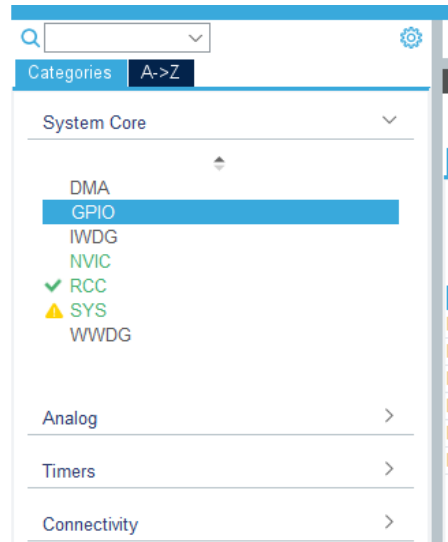 Categories A->Z
System Core
DMA
GPIO
IWDG
NVIC
RCC
SYS
WWDG
Analog
Timers
Connectivity